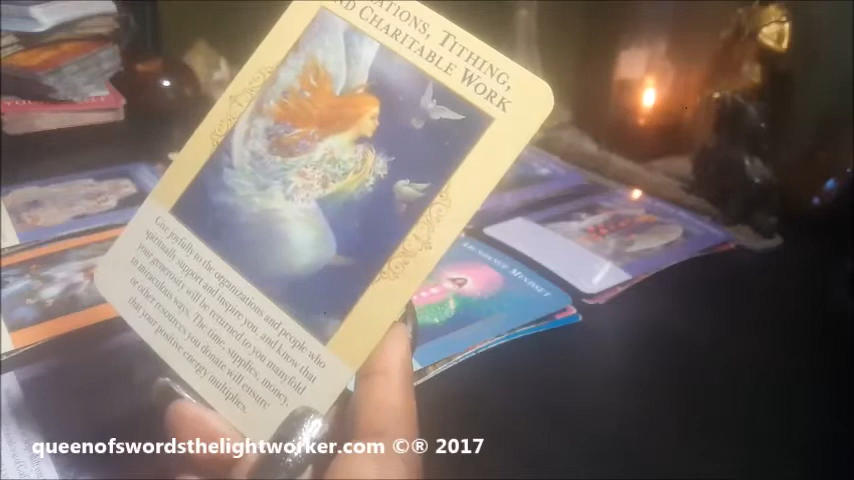 ATIONS, TITHING,
ND CHARITABLE WORK
Give joyfully to the organizations and people who
spiritually support and inspire you, and know that
your generosity will be returned to you manyfold
in miraculous ways. The time, supplies, money,
or other resources you donate will ensure
that your positive energy multiplies.
MINDSET
queenofswordsthelightworker.com ©® 2017